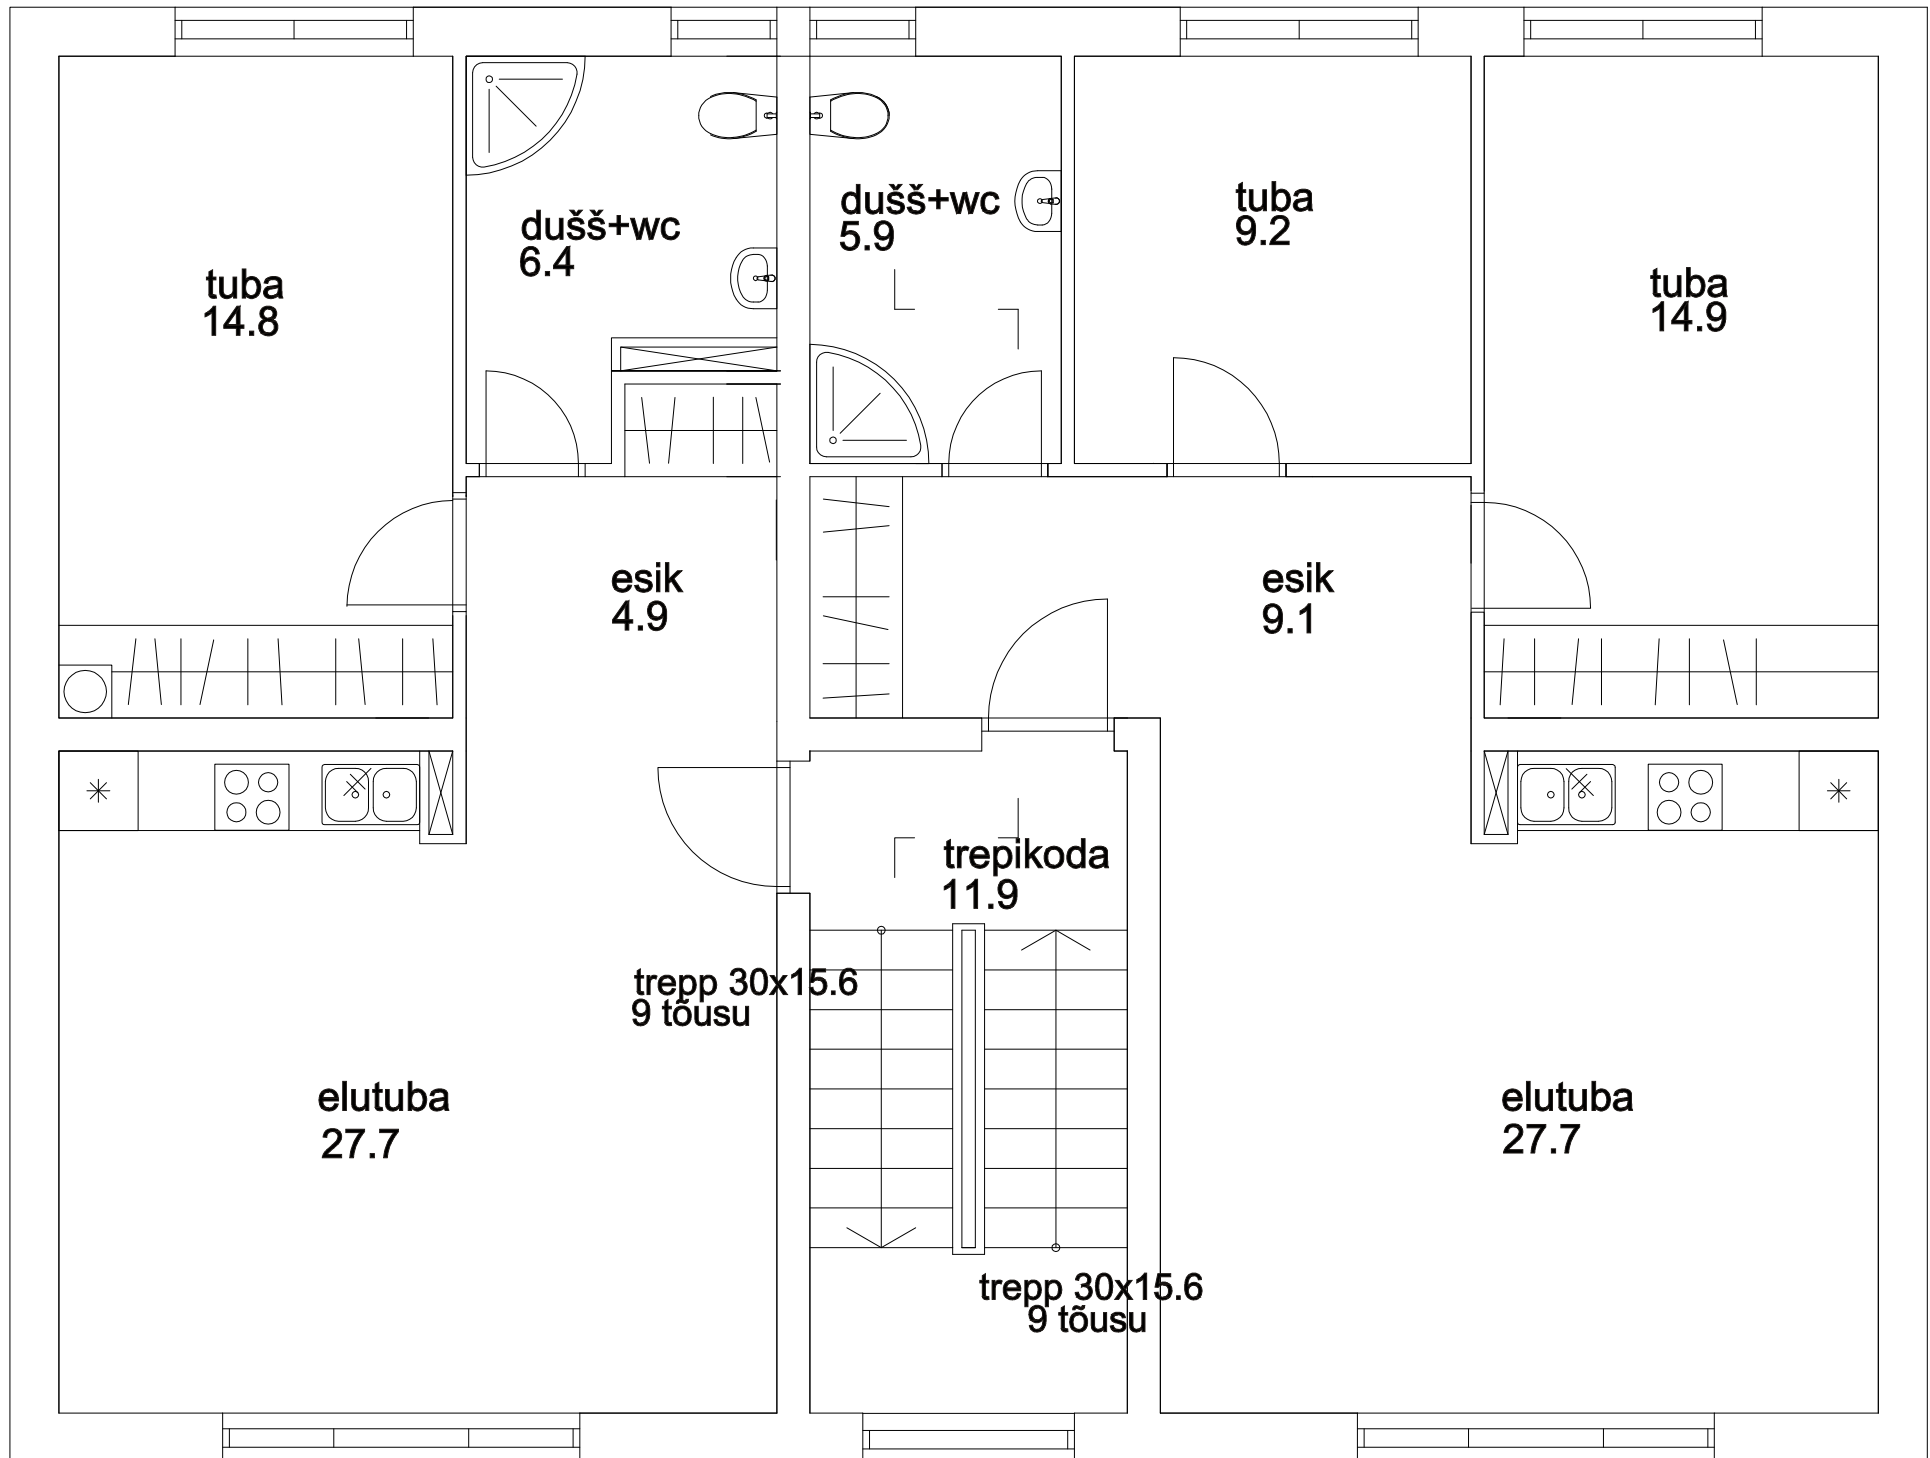 dušš+wc
6.4
dušš+wc
5.9
tuba
9.2
tuba
14.8
tuba
14.9
esik
4.9
esik
9.1
trepikoda
11.9
trepp 30x15.6
9 tõusu
elutuba
27.7
elutuba
27.7
trepp 30x15.6
9 tõusu